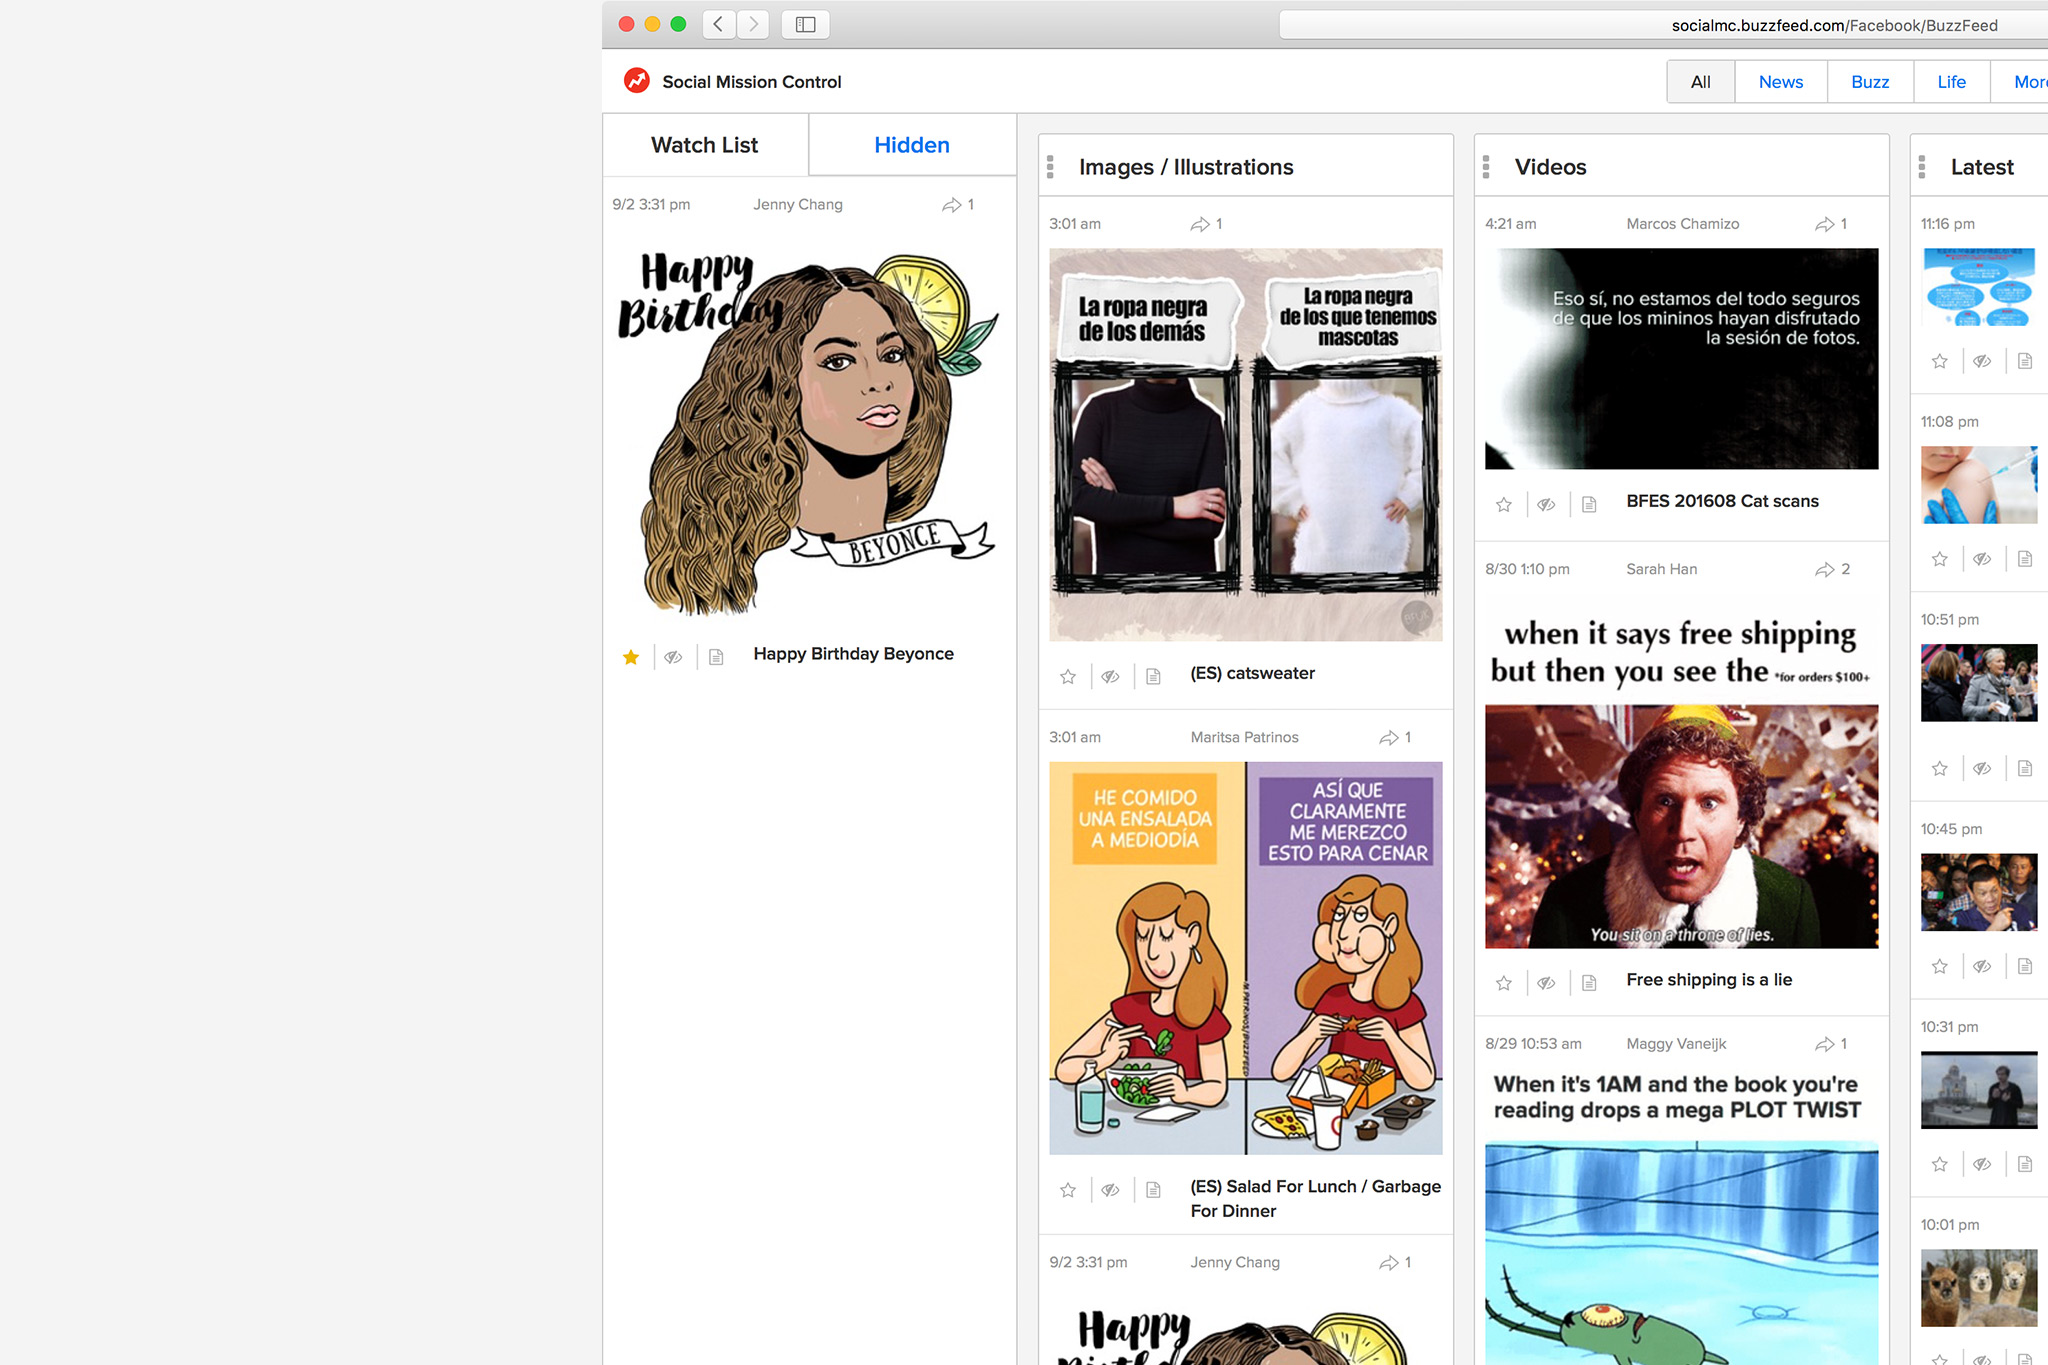 socialmc.buzzfeed.com/Facebook/BuzzFeed
Social Mission Control
All
News
Buzz
Life
Watch List
Hidden
9/2 3:31 pm
Jenny Chang
1
Happy
Birthday
BEYONCE
Happy Birthday Beyonce
Images / Illustrations
3:01 am
1
La ropa negra
de los demás
La ropa negra
de los que tenemos
mascotas
(ES) catsweater
3:01 am
Maritsa Patrinos
1
HE COMIDO
UNA ENSALADA
A MEDIODÍA
ASÍ QUE
CLARAMENTE
ME MEREZCO
ESTO PARA CENAR
M.PATRINOS/BUZZFEED
(ES) Salad For Lunch / Garbage
For Dinner
9/2 3:31 pm
Jenny Chang
1
Happy
Birthday
Videos
4:21 am
Marcos Chamizo
1
Eso sí, no estamos del todo seguros
de que los mininos hayan disfrutado
la sesión de fotos.
BFES 201608 Cat scans
8/30 1:10 pm
Sarah Han
2
when it says free shipping
but then you see the *for orders $100+
You sit on a throne of lies.
Free shipping is a lie
8/29 10:53 am
Maggy Vaneijk
1
When it's 1AM and the book you're
reading drops a mega PLOT TWIST
Latest
11:16 pm
11:08 pm
10:51 pm
10:45 pm
10:31 pm
10:01 pm